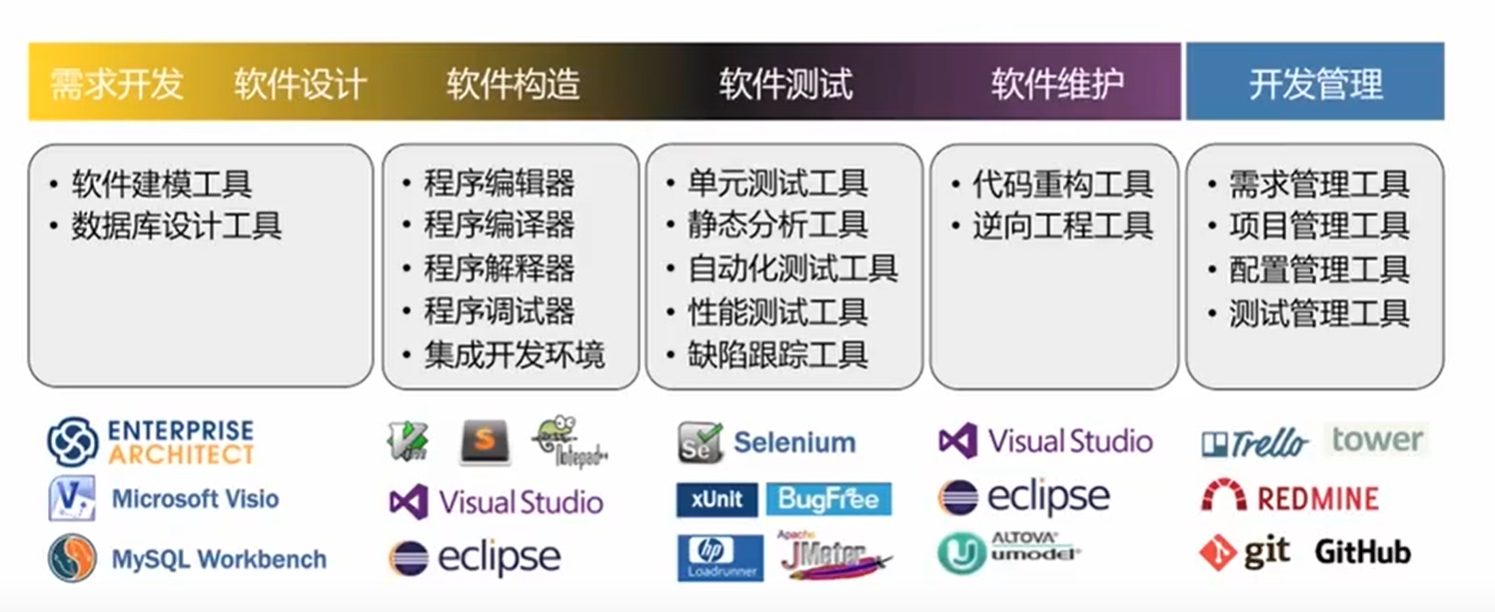 需求开发 软件设计 软件构造 软件测试 软件维护 开发管理
• 软件建模工具
• 数据库设计工具
• 程序编辑器
• 程序编译器
• 程序解释器
• 程序调试器
• 集成开发环境
• 单元测试工具
• 静态分析工具
• 自动化测试工具
• 性能测试工具
• 缺陷跟踪工具
• 代码重构工具
• 逆向工程工具
• 需求管理工具
• 项目管理工具
• 配置管理工具
• 测试管理工具
ENTERPRISE
ARCHITECT
Microsoft Visio
MySQL Workbench
Vim
S
Notepad++
Visual Studio
eclipse
Se Selenium
xUnit BugFree
hp
Loadrunner
Apache
JMeter
Visual Studio
eclipse
ALTOVA®
umodel®
Trello tower
REDMINE
git GitHub